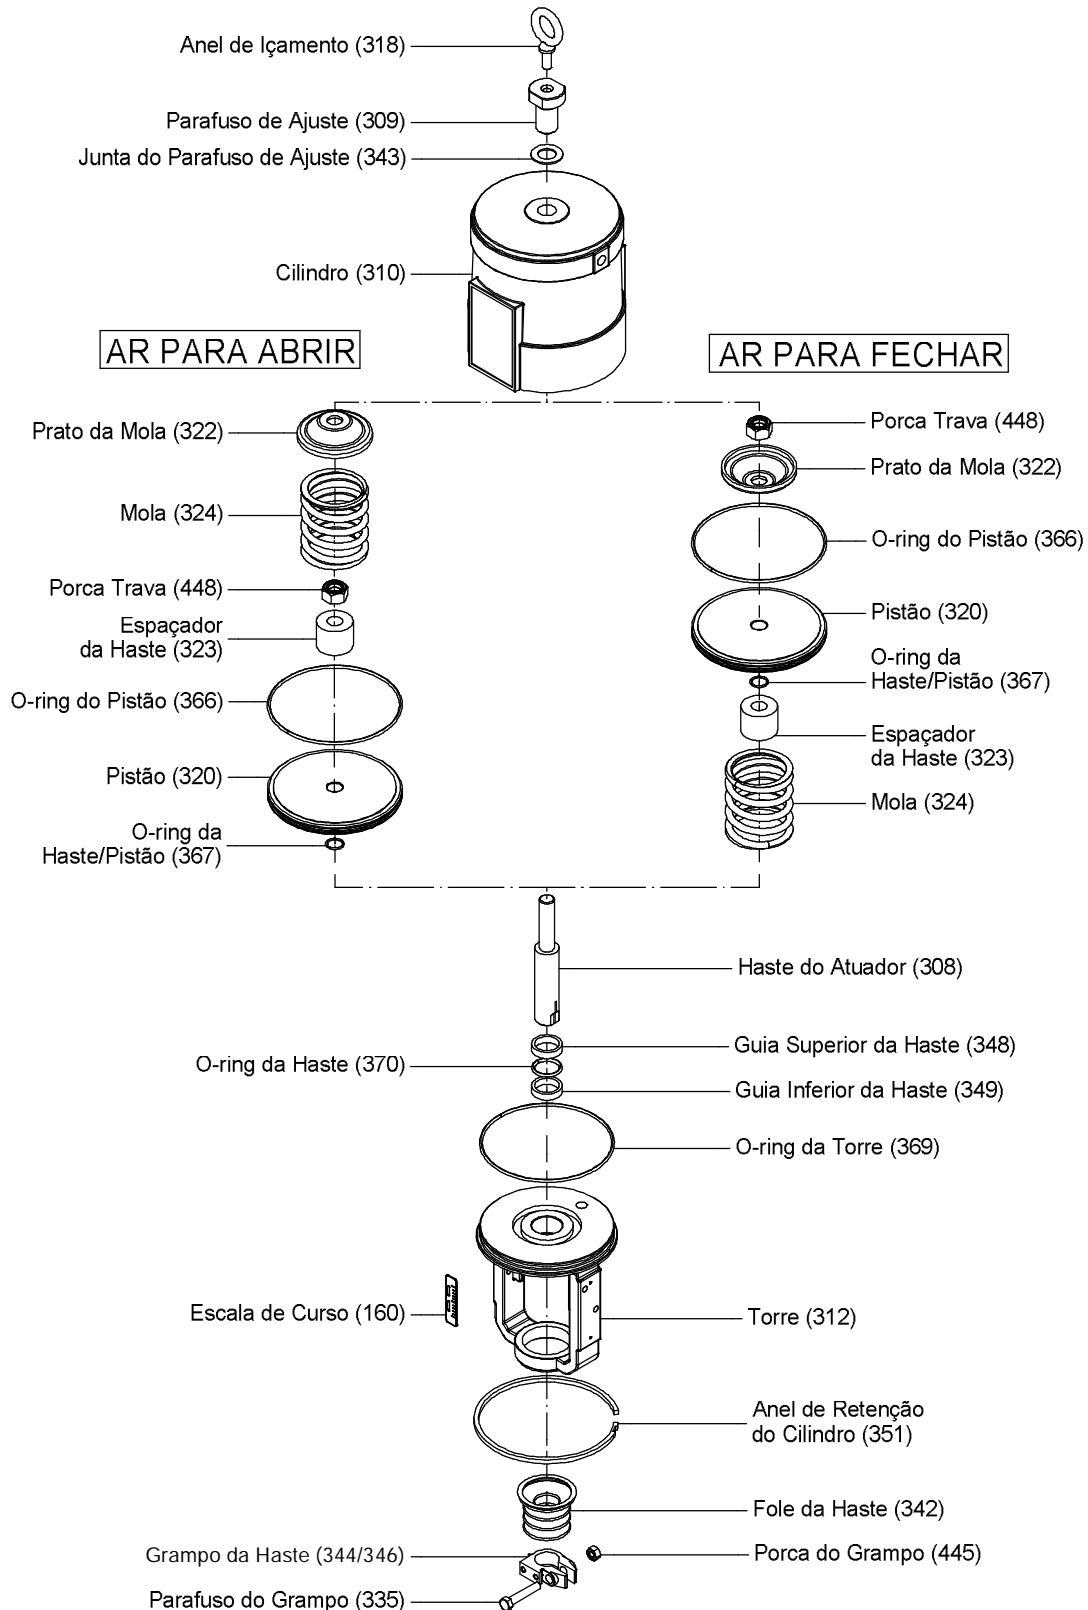 Anel de Içamento (318)
Parafuso de Ajuste (309)
Junta do Parafuso de Ajuste (343)
Cilindro (310)
AR PARA ABRIR
Prato da Mola (322)
Mola (324)
Porca Trava (448)
Espaçador
da Haste (323)
O-ring do Pistão (366)
Pistão (320)
O-ring da
Haste/Pistão (367)
AR PARA FECHAR
Porca Trava (448)
Prato da Mola (322)
O-ring do Pistão (366)
Pistão (320)
O-ring da
Haste/Pistão (367)
Espaçador
da Haste (323)
Mola (324)
Haste do Atuador (308)
Guia Superior da Haste (348)
O-ring da Haste (370)
Guia Inferior da Haste (349)
O-ring da Torre (369)
Escala de Curso (160)
Torre (312)
Anel de Retenção
do Cilindro (351)
Fole da Haste (342)
Grampo da Haste (344/346)
Porca do Grampo (445)
Parafuso do Grampo (335)